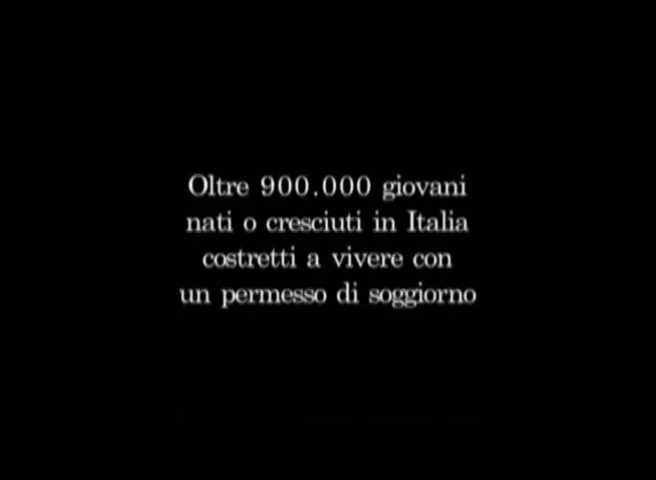 Oltre 900.000 giovani
nati o cresciuti in Italia
costretti a vivere con
un permesso di soggiorno